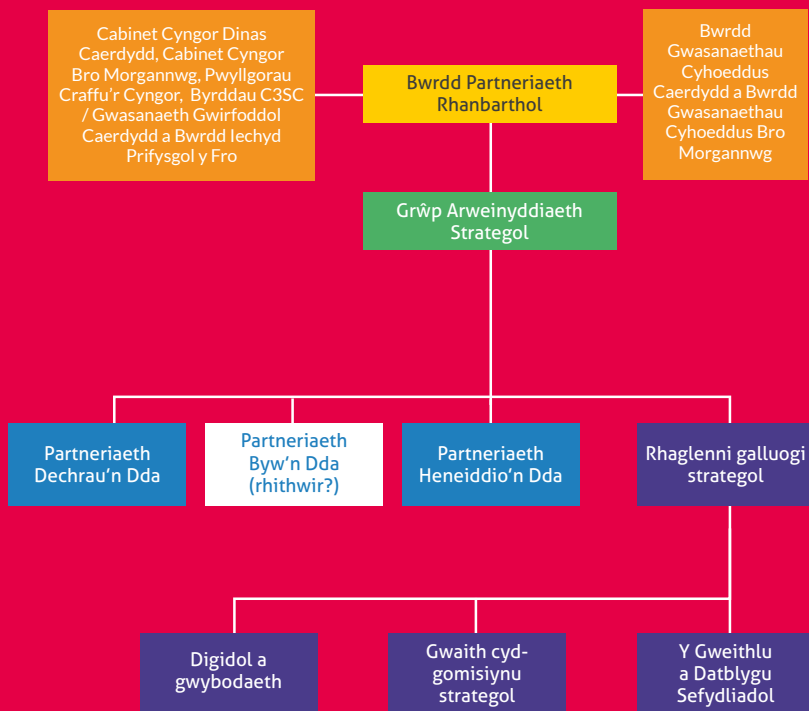 Cabinet Cyngor Dinas
Caerdydd, Cabinet Cyngor
Bro Morgannwg, Pwyllgorau
Craffu'r Cyngor, Byrddau C3SC
/ Gwasanaeth Gwirfoddol
Caerdydd a Bwrdd Iechyd
Prifysgol y Fro
Bwrdd Partneriaeth
Rhanbarthol
Bwrdd
Gwasanaethau
Cyhoeddus
Caerdydd a Bwrdd
Gwasanaethau
Cyhoeddus Bro
Morgannwg
Grŵp Arweinyddiaeth
Strategol
Partneriaeth
Dechrau'n Dda
Partneriaeth
Byw'n Dda
(rhithwir?)
Partneriaeth
Heneiddio'n Dda
Rhaglenni galluogi
strategol
Digidol a
gwybodaeth
Gwaith cyd-
gomisiynu
strategol
Y Gweithlu
a Datblygu
Sefydliadol